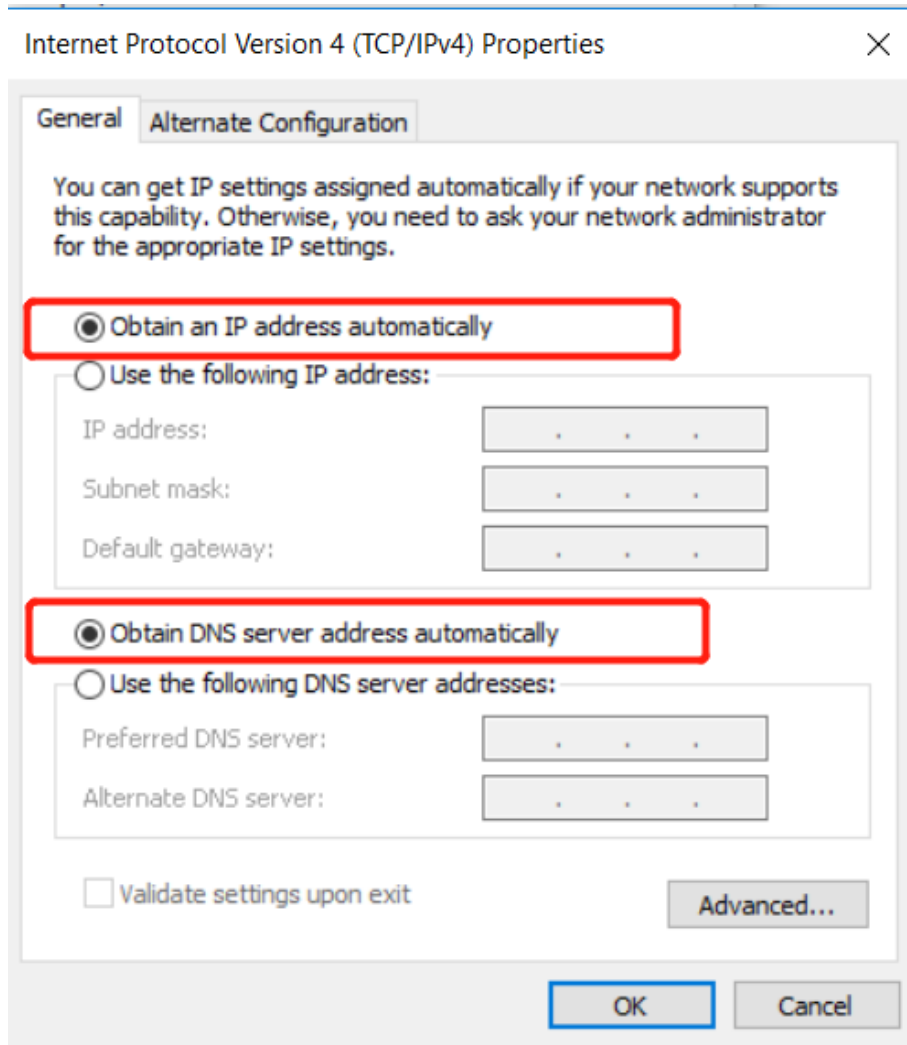 Internet Protocol Version 4 (TCP/IPv4) Properties
General
Alternate Configuration
You can get IP settings assigned automatically if your network supports
this capability. Otherwise, you need to ask your network administrator
for the appropriate IP settings.
Obtain an IP address automatically
Use the following IP address:
IP address:
Subnet mask:
Default gateway:
Obtain DNS server address automatically
Use the following DNS server addresses:
Preferred DNS server:
Alternate DNS server:
Validate settings upon exit
Advanced...
OK
Cancel